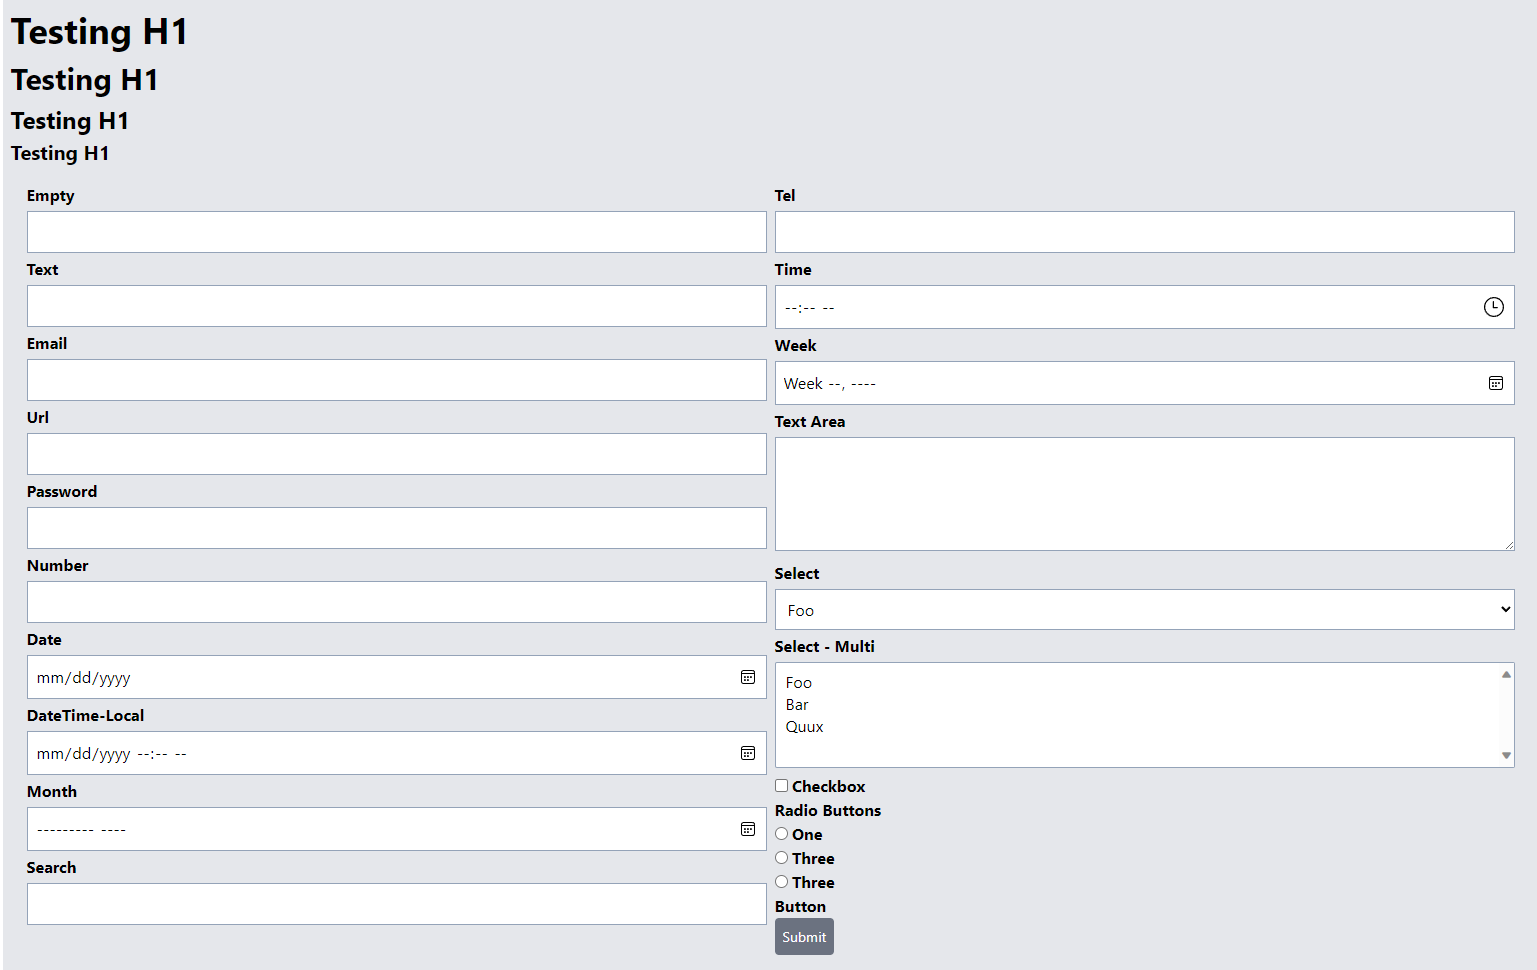 Testing H1
Testing H1
Testing H1
Testing H1
Empty
Text
Email
Url
Password
Number
Date
mm/dd/yyyy
DateTime-Local
mm/dd/yyyy --:-- --
Month
--------- ----
Search
Tel
Time
--:-- --
Week
Week --, ----
Text Area
Select
Foo
Select - Multi
Foo
Bar
Quux
Checkbox
Radio Buttons
One
Three
Three
Button
Submit